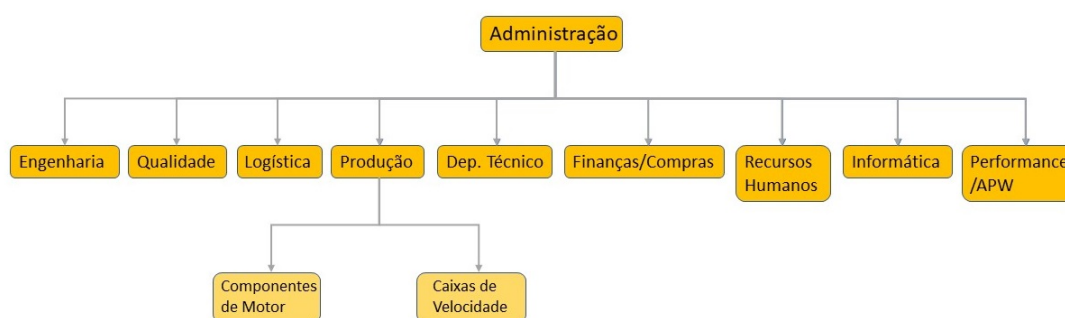 Administração
Engenharia
Qualidade
Logística
Produção
Dep. Técnico
Finanças/Compras
Recursos
Humanos
Informática
Performance
/APW
Componentes
de Motor
Caixas de
Velocidade